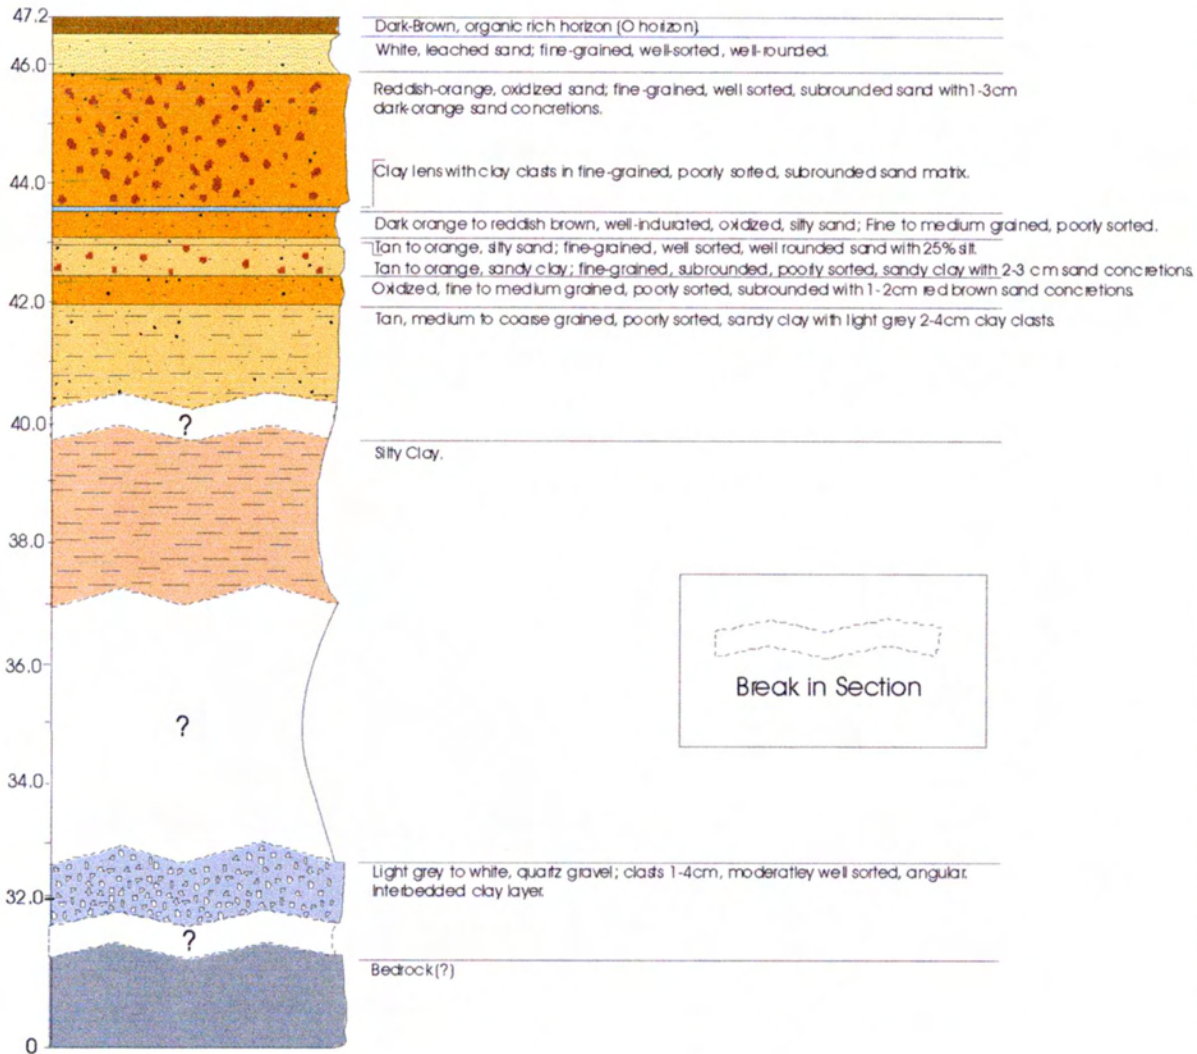 47.2
Dark-Brown, organic rich horizon (O horizon)
White, leached sand; fine-grained, well-sorted, well-rounded.
46.0
Reddish-orange, oxidized sand; fine-grained, well sorted, subrounded sand with 1-3cm
dark-orange sand concretions.
Clay lens with clay clasts in fine-grained, poorly sorted, subrounded sand matrix.
44.0
Dark orange to reddish brown, well-indurated, oxidized, silty sand; Fine to medium grained, poorly sorted.
Tan to orange, silty sand; fine-grained, well sorted, well rounded sand with 25% silt.
Tan to orange, sandy clay; fine-grained, subrounded, poorly sorted, sandy clay with 2-3 cm sand concretions.
Oxidized, fine to medium grained, poorly sorted, subrounded with 1-2cm red brown sand concretions.
42.0
Tan, medium to coarse grained, poorly sorted, sandy clay with light grey 2-4cm clay clasts.
40.0
?
Silty Clay.
38.0
36.0
?
34.0
Break in Section
Light grey to white, quartz gravel; clasts 1-4cm, moderatley well sorted, angular.
Interbedded clay layer.
32.0
?
Bedrock(?)
0